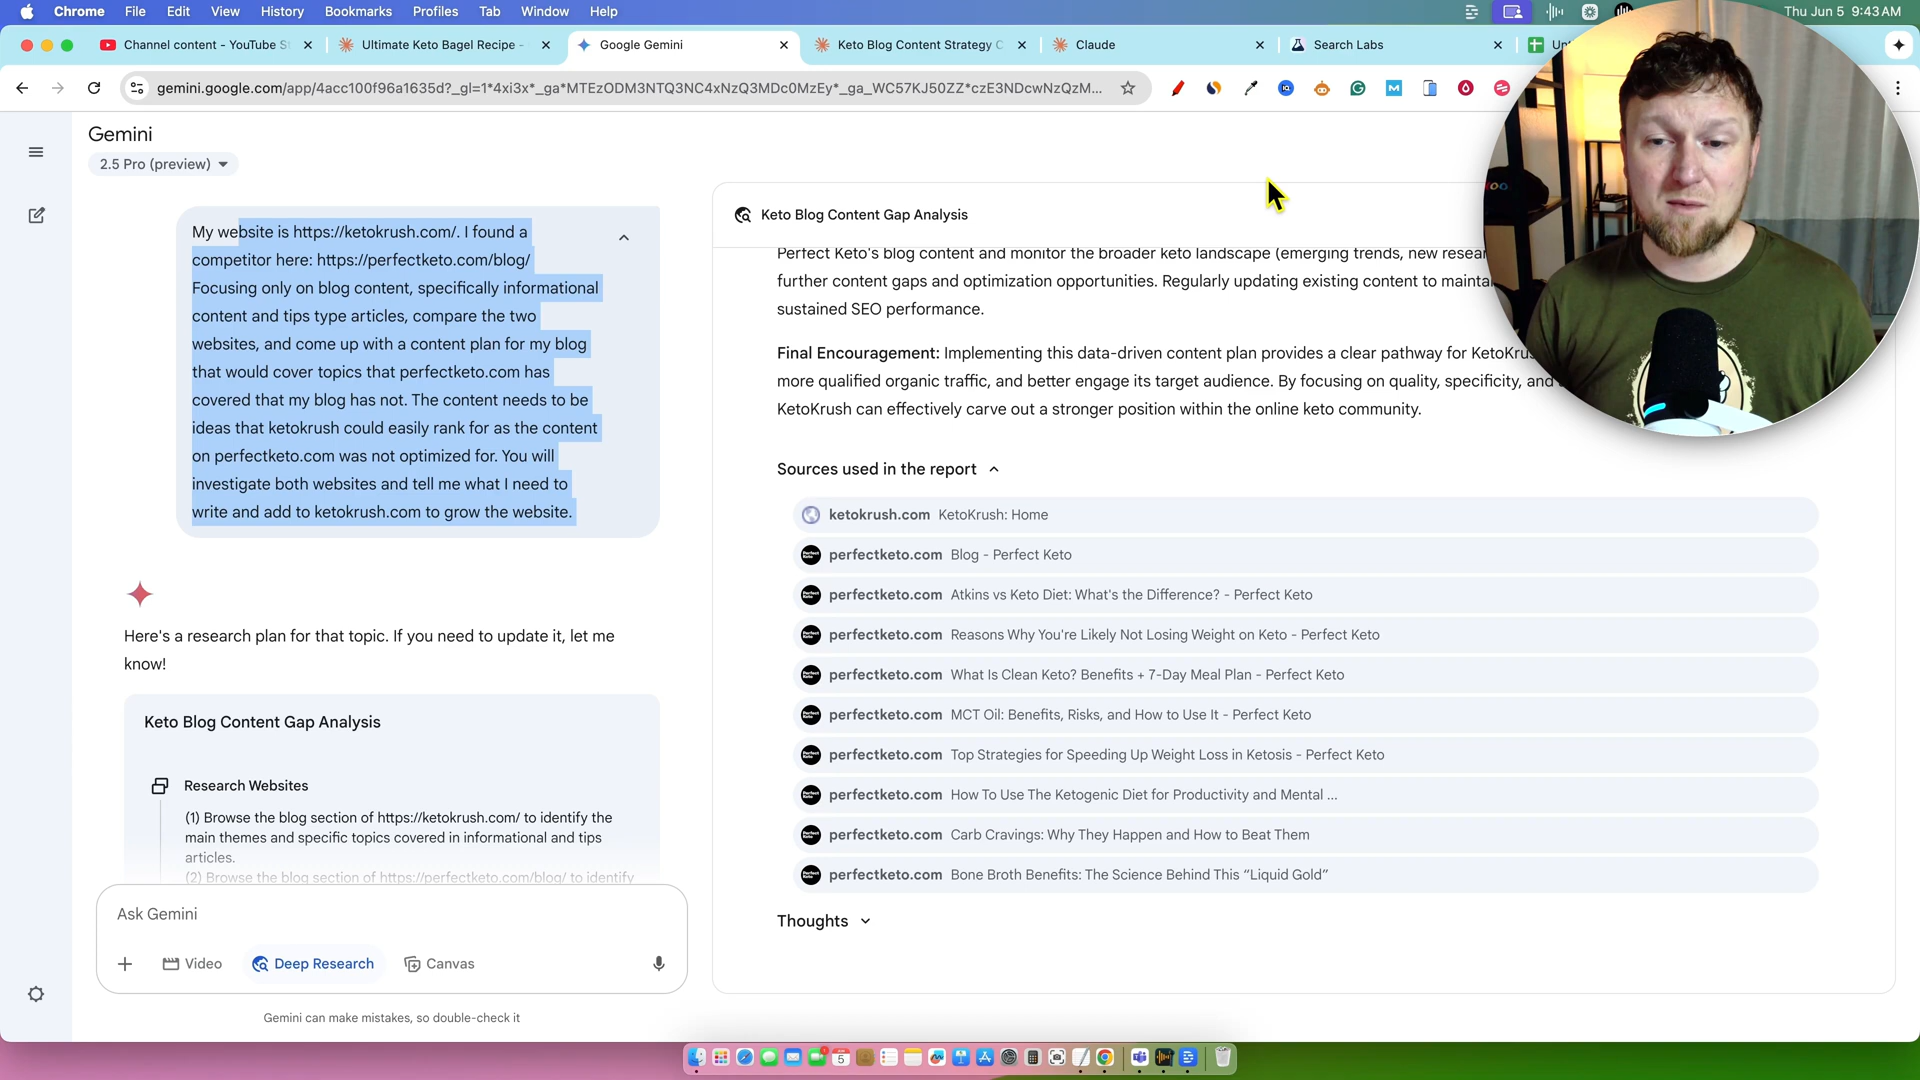 Chrome File Edit View History Bookmarks Profiles Tab Window Help
Thu Jun 5 9:43 AM
Channel content - YouTube S
Ultimate Keto Bagel Recipe -
Google Gemini
Keto Blog Content Strategy C
Claude
Search Labs
gemini.google.com/app/4acc100f96a1635d?_gl=1*4xi3x*_ga*MTEzODM3NTQ3NC4xNzQ3MDc0MzEy*_ga_WC57KJ50ZZ*czE3NDcwNzQzM...
Gemini
2.5 Pro (preview)
My website is https://ketokrush.com/. I found a
competitor here: https://perfectketo.com/blog/
Focusing only on blog content, specifically informational
content and tips type articles, compare the two
websites, and come up with a content plan for my blog
that would cover topics that perfectketo.com has
covered that my blog has not. The content needs to be
ideas that ketokrush could easily rank for as the content
on perfectketo.com was not optimized for. You will
investigate both websites and tell me what I need to
write and add to ketokrush.com to grow the website.
Here's a research plan for that topic. If you need to update it, let me
know!
Keto Blog Content Gap Analysis
Research Websites
(1) Browse the blog section of https://ketokrush.com/ to identify the
main themes and specific topics covered in informational and tips
articles.
(2) Browse the blog section of https://perfectketo.com/blog/ to identify
Ask Gemini
Video
Deep Research
Canvas
Gemini can make mistakes, so double-check it
Keto Blog Content Gap Analysis
Perfect Keto's blog content and monitor the broader keto landscape (emerging trends, new resear
further content gaps and optimization opportunities. Regularly updating existing content to maintai
sustained SEO performance.
Final Encouragement: Implementing this data-driven content plan provides a clear pathway for KetoKrus
more qualified organic traffic, and better engage its target audience. By focusing on quality, specificity, and
KetoKrush can effectively carve out a stronger position within the online keto community.
Sources used in the report
ketokrush.com KetoKrush: Home
perfectketo.com Blog - Perfect Keto
perfectketo.com Atkins vs Keto Diet: What's the Difference? - Perfect Keto
perfectketo.com Reasons Why You're Likely Not Losing Weight on Keto - Perfect Keto
perfectketo.com What Is Clean Keto? Benefits + 7-Day Meal Plan - Perfect Keto
perfectketo.com MCT Oil: Benefits, Risks, and How to Use It - Perfect Keto
perfectketo.com Top Strategies for Speeding Up Weight Loss in Ketosis - Perfect Keto
perfectketo.com How To Use The Ketogenic Diet for Productivity and Mental ...
perfectketo.com Carb Cravings: Why They Happen and How to Beat Them
perfectketo.com Bone Broth Benefits: The Science Behind This “Liquid Gold”
Thoughts